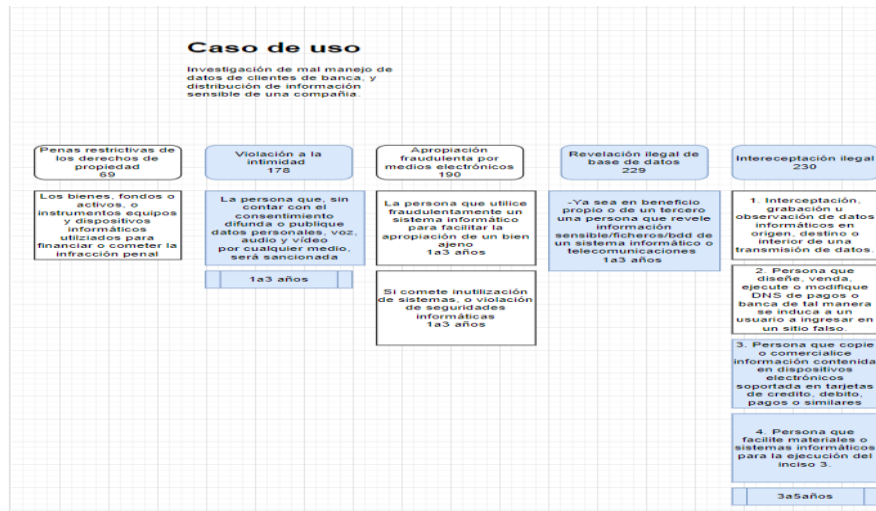 Caso de uso
Investigación de mal manejo de
datos de clientes de banca, y
distribución de información
sensible de una compañia.
Penas restrictivas de
los derechos de
propiedad
69
Los bienes, fondos o
activos, o
instrumentos equipos
y dispositivos
informáticos
utilziados para
financiar o cometer la
infracción penal
Violación a la
intimidad
178
La persona que, sin
contar con el
consentimiento
difunda o publique
datos personales, voz,
audio y vídeo
por cualquier medio,
será sancionada
1a3 años
Apropiación
fraudulenta por
medios electrónicos
190
La persona que utilice
fraudulentamente un
sistema informático
para facilitar la
apropiación de un bien
ajeno
1a3 años
Si comete inutilización
de sistemas, o violación
de seguridades
informáticas
1a3 años
Revelación ilegal de
base de datos
229
-Ya sea en beneficio
propio o de un tercero
una persona que revele
información
sensible/ficheros/bdd de
un sistema informático o
telecomunicaciones
1a3 años
Intereceptación ilegal
230
1. Interceptación,
grabación u
observación de datos
informáticos en
origen, destino o
interior de una
transmisión de datos.
2. Persona que
diseñe, venda,
ejecute o modifique
DNS de pagos o
banca de tal manera
se induca a un
usuario a ingresar en
un sitio falso.
3. Persona que copie
o comercialice
información contenida
en dispositivos
electrónicos
soportada en tarjetas
de credito, debito,
pagos o similares
4. Persona que
facilite materiales o
sistemas informáticos
para la ejecución del
inciso 3.
3a5años